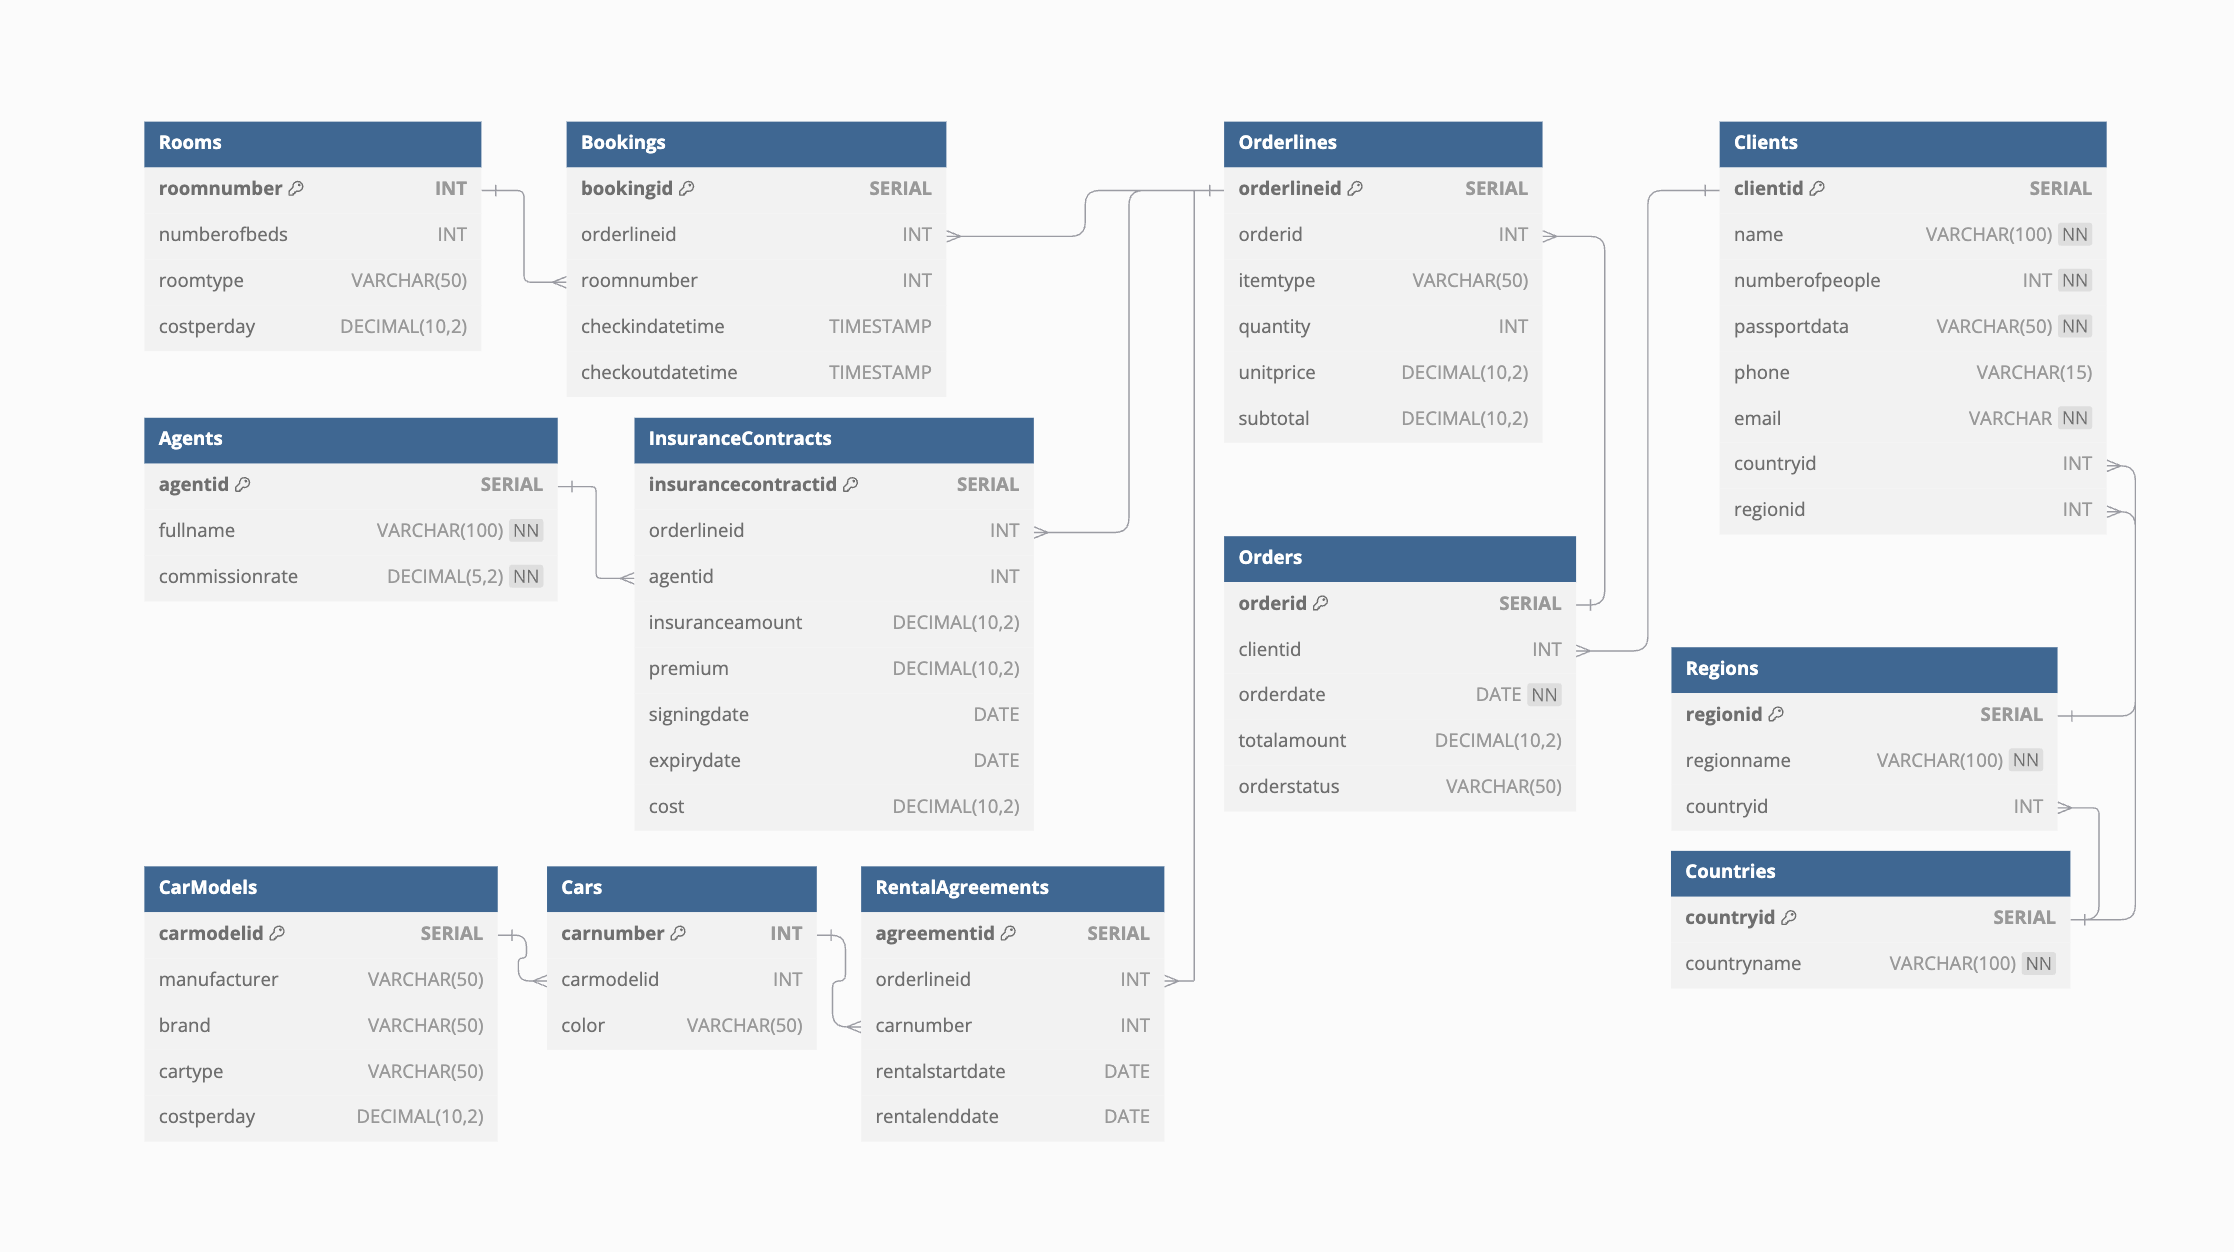 Rooms
roomnumber INT
numberofbeds INT
roomtype VARCHAR(50)
costperday DECIMAL(10,2)
Bookings
bookingid SERIAL
orderlineid INT
roomnumber INT
checkindatetime TIMESTAMP
checkoutdatetime TIMESTAMP
Orderlines
orderlineid SERIAL
orderid INT
itemtype VARCHAR(50)
quantity INT
unitprice DECIMAL(10,2)
subtotal DECIMAL(10,2)
Clients
clientid SERIAL
name VARCHAR(100) NN
numberofpeople INT NN
passportdata VARCHAR(50) NN
phone VARCHAR(15)
email VARCHAR NN
countryid INT
regionid INT
Agents
agentid SERIAL
fullname VARCHAR(100) NN
commissionrate DECIMAL(5,2) NN
InsuranceContracts
insurancecontractid SERIAL
orderlineid INT
agentid INT
insuranceamount DECIMAL(10,2)
premium DECIMAL(10,2)
signingdate DATE
expirydate DATE
cost DECIMAL(10,2)
Orders
orderid SERIAL
clientid INT
orderdate DATE NN
totalamount DECIMAL(10,2)
orderstatus VARCHAR(50)
Regions
regionid SERIAL
regionname VARCHAR(100) NN
countryid INT
Countries
countryid SERIAL
countryname VARCHAR(100) NN
CarModels
carmodelid SERIAL
manufacturer VARCHAR(50)
brand VARCHAR(50)
cartype VARCHAR(50)
costperday DECIMAL(10,2)
Cars
carnumber INT
carmodelid INT
color VARCHAR(50)
RentalAgreements
agreementid SERIAL
orderlineid INT
carnumber INT
rentalstartdate DATE
rentalenddate DATE